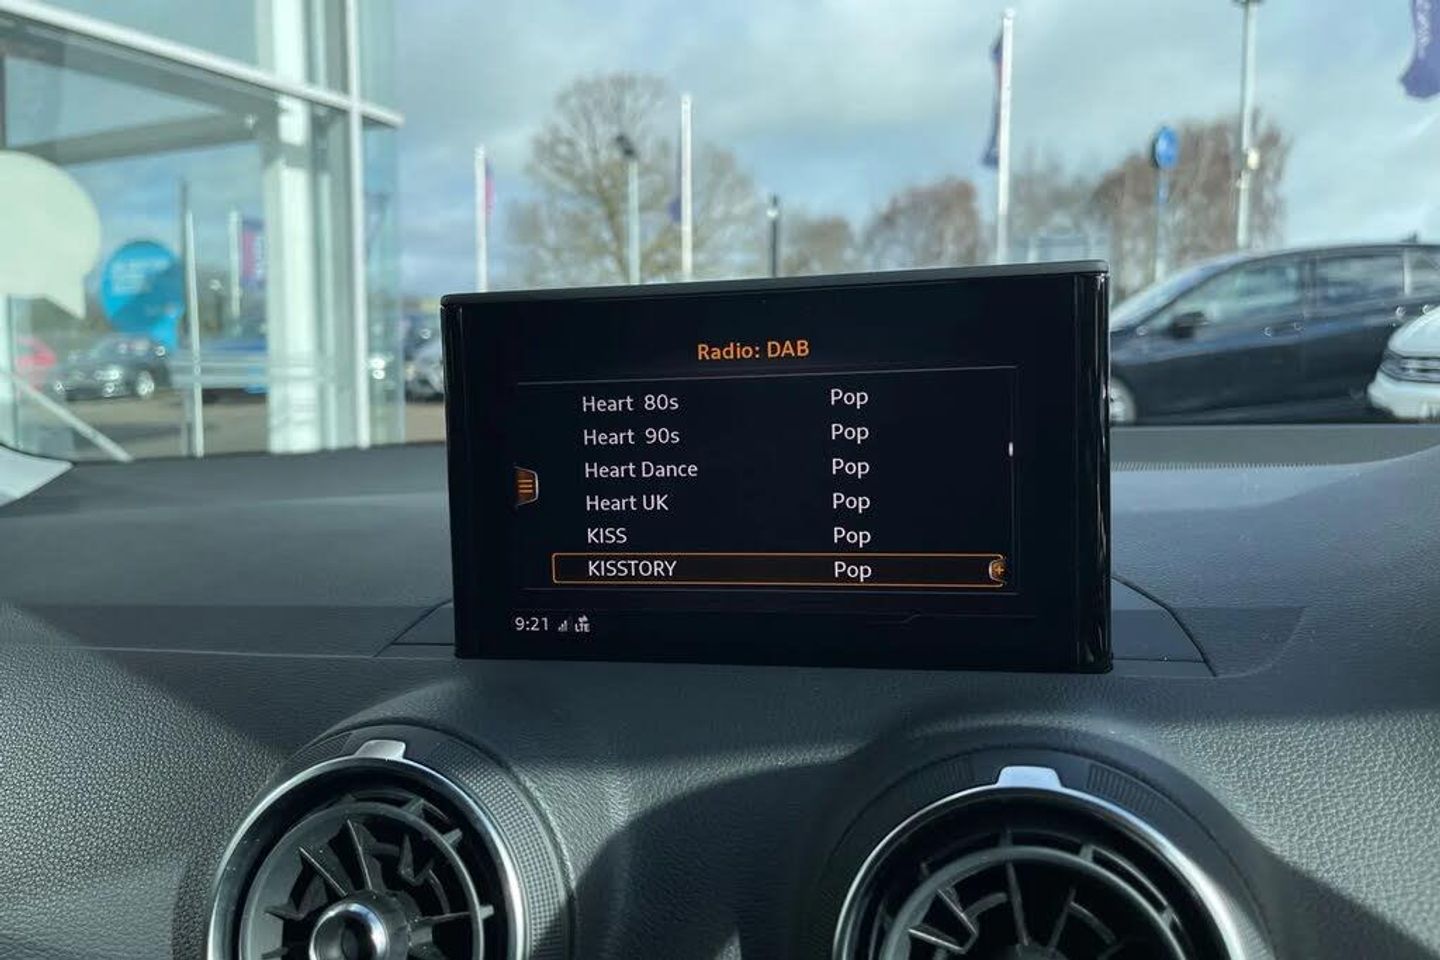 Radio: DAB
Heart 80s Pop
Heart 90s Pop
Heart Dance Pop
Heart UK Pop
KISS Pop
KISSTORY Pop
9:21 LTE